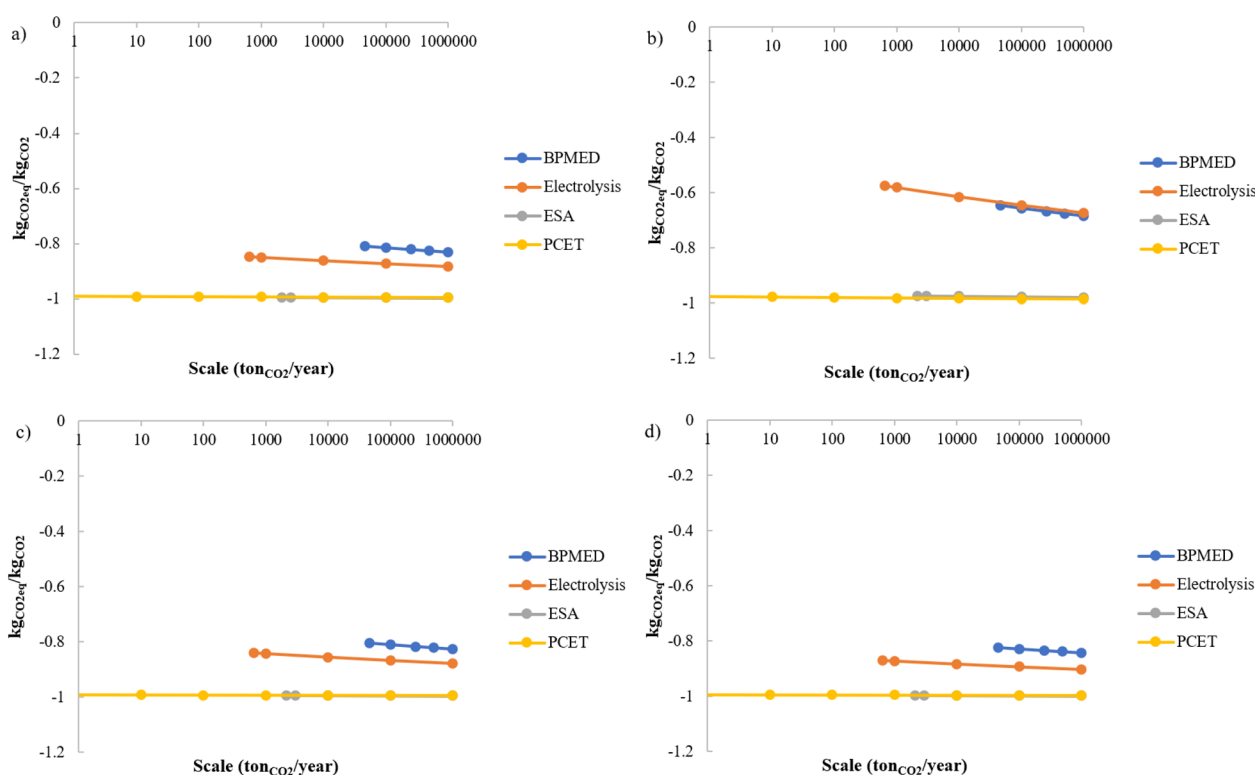 a)
0
1 10 100 1000 10000 100000 1000000
-0.2
-0.4
-0.6
-0.8
-1
-1.2
kgCO2eq/kgCO2
Scale (tonCO2/year)
BPMED
Electrolysis
ESA
PCET
b)
0
1 10 100 1000 10000 100000 1000000
-0.2
-0.4
-0.6
-0.8
-1
-1.2
kgCO2eq/kgCO2
Scale (tonCO2/year)
BPMED
Electrolysis
ESA
PCET
c)
0
1 10 100 1000 10000 100000 1000000
-0.2
-0.4
-0.6
-0.8
-1
-1.2
kgCO2eq/kgCO2
Scale (tonCO2/year)
BPMED
Electrolysis
ESA
PCET
d)
0
1 10 100 1000 10000 100000 1000000
-0.2
-0.4
-0.6
-0.8
-1
-1.2
kgCO2eq/kgCO2
Scale (tonCO2/year)
BPMED
Electrolysis
ESA
PCET